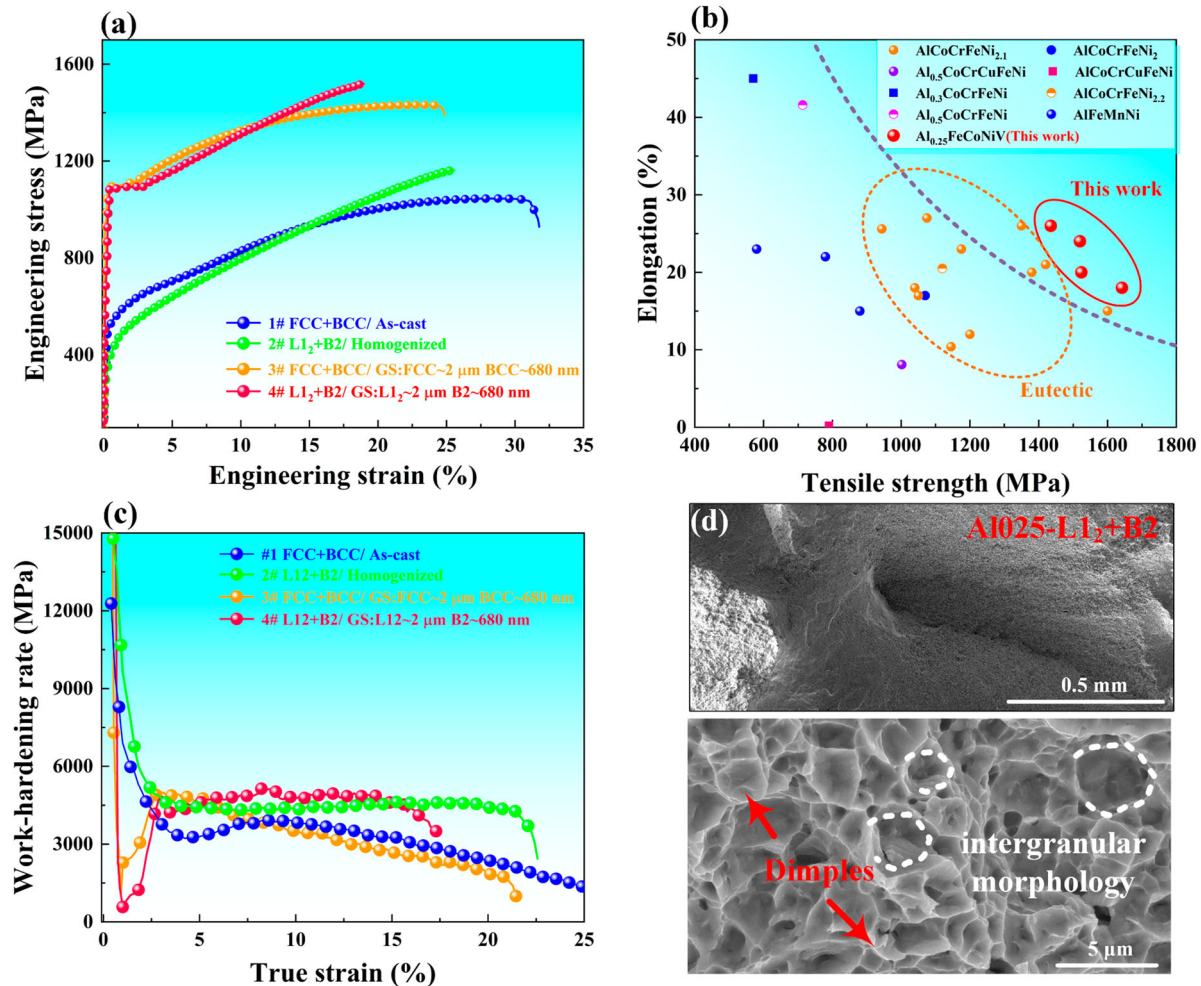 (a)
1600
1200
800
400
0
5
10
15
20
25
30
35
Engineering stress (MPa)
Engineering strain (%)
1# FCC+BCC/ As-cast
2# L1₂+B2/ Homogenized
3# FCC+BCC/ GS:FCC~2 μm BCC~680 nm
4# L1₂+B2/ GS:L1₂~2 μm B2~680 nm
(b)
50
40
30
20
10
0
400
600
800
1000
1200
1400
1600
1800
Elongation (%)
Tensile strength (MPa)
AlCoCrFeNi₂.₁
AlCoCrFeNi₂
Al₀.₅CoCrCuFeNi
AlCoCrCuFeNi
Al₀.₃CoCrFeNi
AlCoCrFeNi₂.₂
Al₀.₅CoCrFeNi
AlFeMnNi
Al₀.₂₅FeCoNiV(This work)
This work
Eutectic
(c)
15000
12000
9000
6000
3000
0
0
5
10
15
20
25
Work-hardening rate (MPa)
True strain (%)
#1 FCC+BCC/ As-cast
2# L12+B2/ Homogenized
3# FCC+BCC/ GS:FCC~2 μm BCC~680 nm
4# L12+B2/ GS:L12~2 μm B2~680 nm
(d)
Al025-L1₂+B2
0.5 mm
intergranular
morphology
Dimples
5 μm